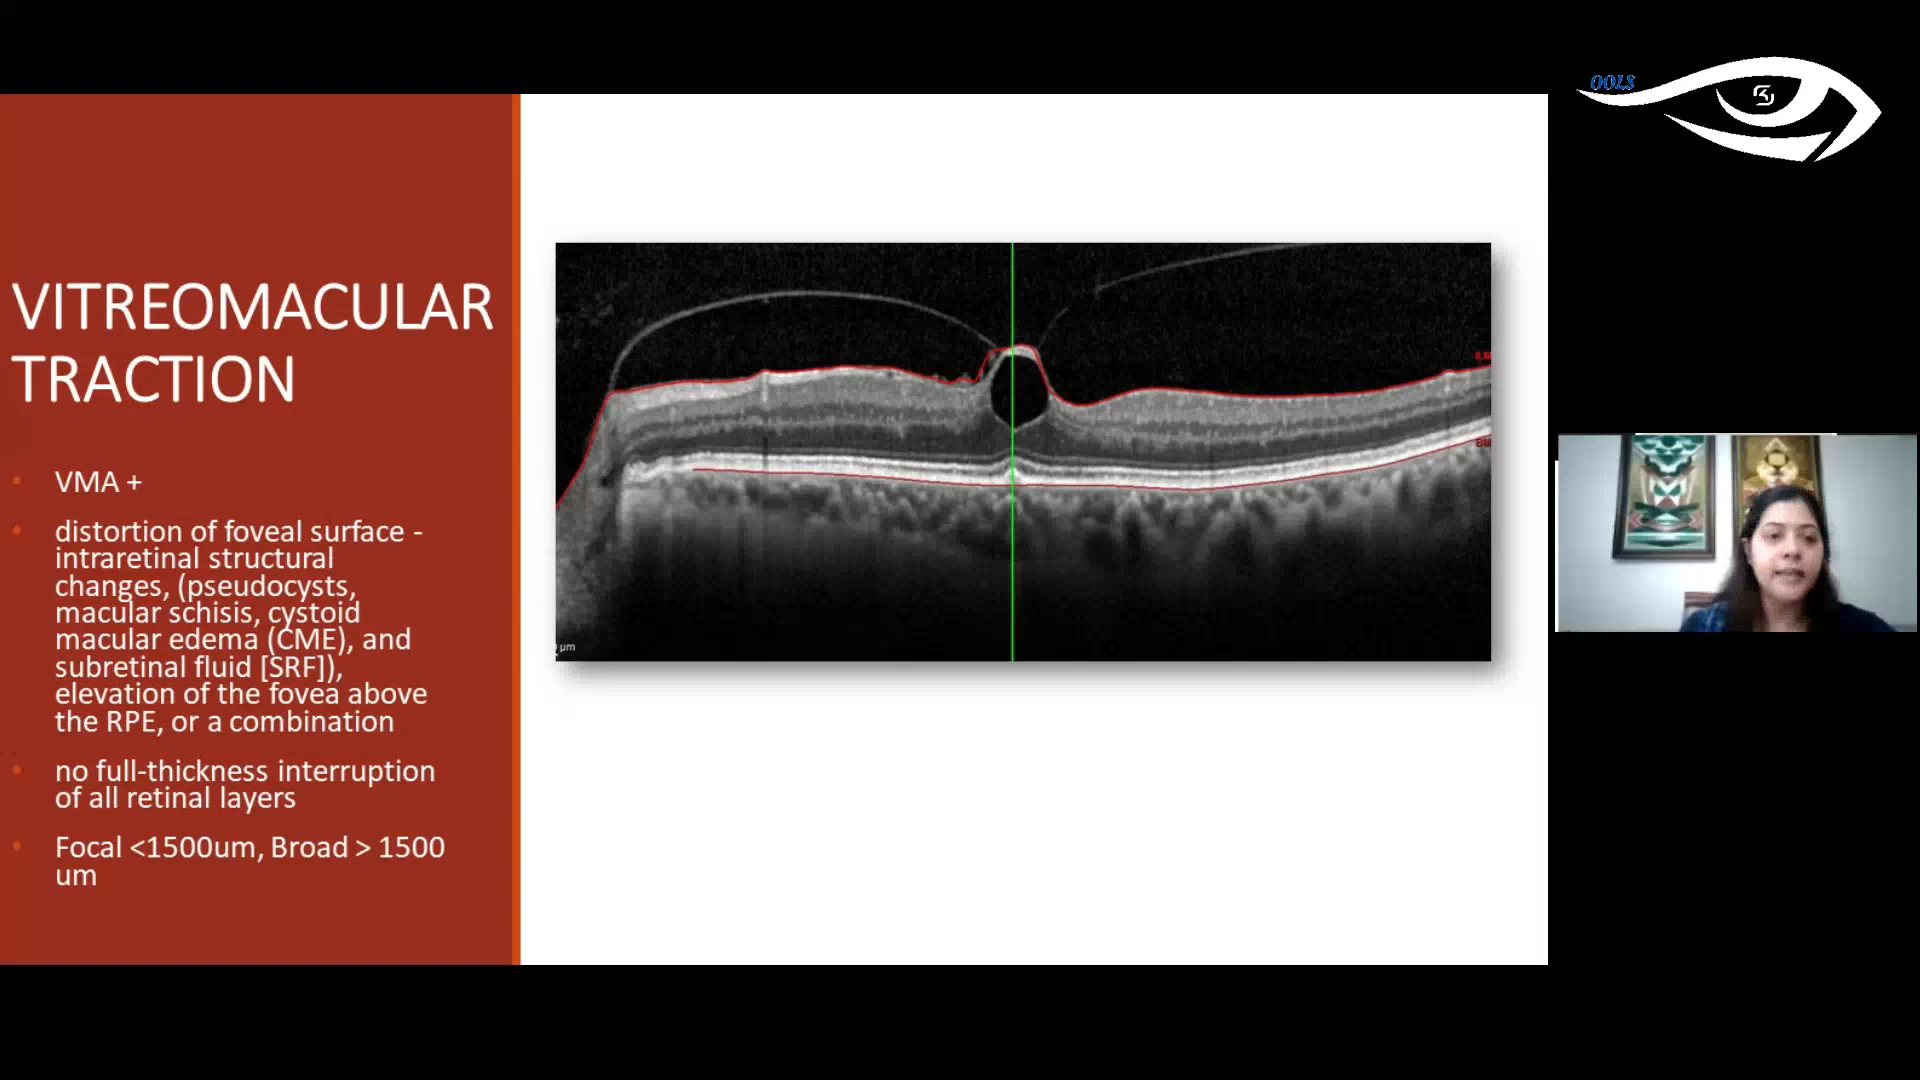 OOLS
VITREOMACULAR
TRACTION
ILM
BM
• VMA +
• distortion of foveal surface -
intraretinal structural
changes, (pseudocysts,
macular schisis, cystoid
macular edema (CME), and
subretinal fluid [SRF]),
elevation of the fovea above
the RPE, or a combination
µm
• no full-thickness interruption
of all retinal layers
• Focal <1500um, Broad > 1500
um